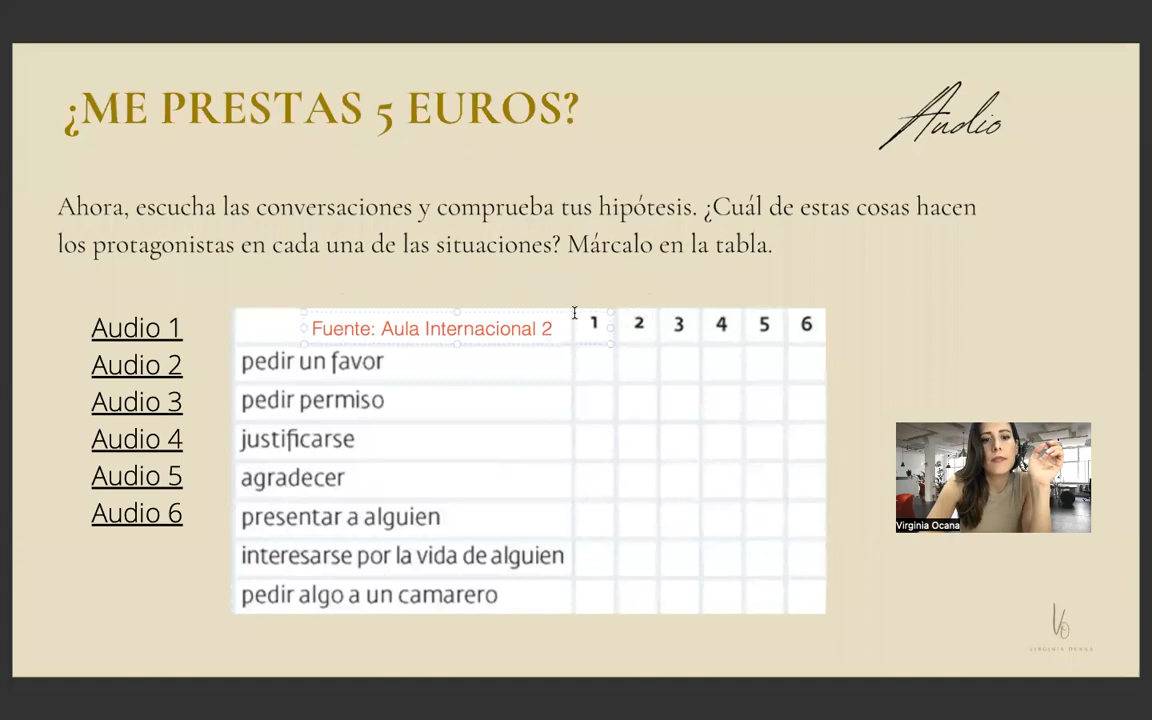 ¿ME PRESTAS 5 EUROS?
Audio
Ahora, escucha las conversaciones y comprueba tus hipótesis. ¿Cuál de estas cosas hacen
los protagonistas en cada una de las situaciones? Márcalo en la tabla.
Audio 1
Audio 2
Audio 3
Audio 4
Audio 5
Audio 6
Fuente: Aula Internacional 2
1 2 3 4 5 6
pedir un favor
pedir permiso
justificarse
agradecer
presentar a alguien
interesarse por la vida de alguien
pedir algo a un camarero
Virginia Ocana
VO
VIRGINIA OCAÑA